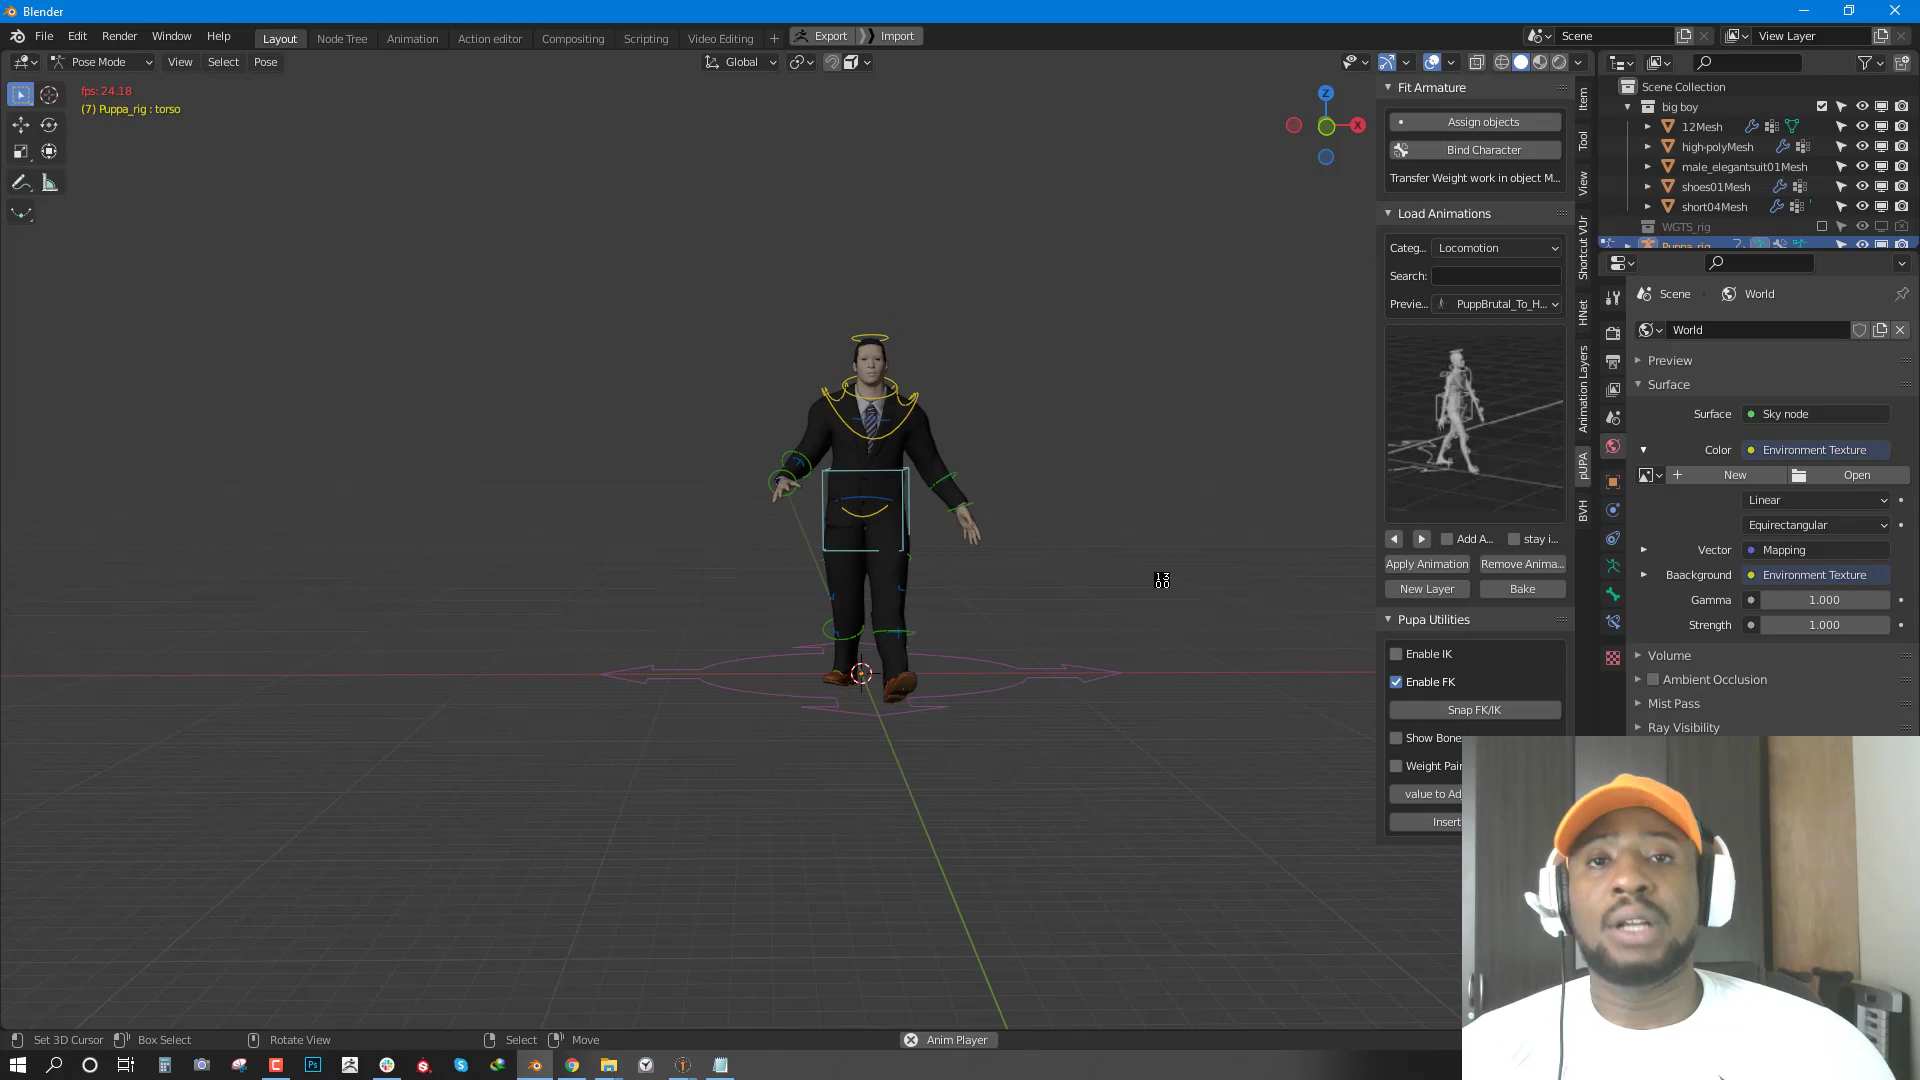 Blender
File Edit Render Window Help
Layout Node Tree Animation Action editor Compositing Scripting Video Editing + Export Import
Scene View Layer
Pose Mode View Select Pose Global
fps: 24.18
(7) Puppa_rig : torso
Z
X
Fit Armature
Assign objects
Bind Character
Transfer Weight work in object M...
Load Animations
Categ... Locomotion
Search:
Previe... PuppBrutal_To_H...
Add A... stay i...
Apply Animation Remove Anima...
New Layer Bake
Pupa Utilities
Enable IK
Enable FK
Snap FK/IK
Show Bone
Weight Pai
value to Ad
Insert
Item
Tool
View
Shortcut VUr
HNet
Animation Layers
pUPA
BVH
Scene Collection
big boy
12Mesh
high-polyMesh
male_elegantsuit01Mesh
shoes01Mesh
short04Mesh
WGTS_rig
Puppa_rig
Scene World
World
Preview
Surface
Surface Sky node
Color Environment Texture
New Open
Linear
Equirectangular
Vector Mapping
Baackground Environment Texture
Gamma 1.000
Strength 1.000
Volume
Ambient Occlusion
Mist Pass
Ray Visibility
13
00
Set 3D Cursor Box Select Rotate View Select Move Anim Player
Ps